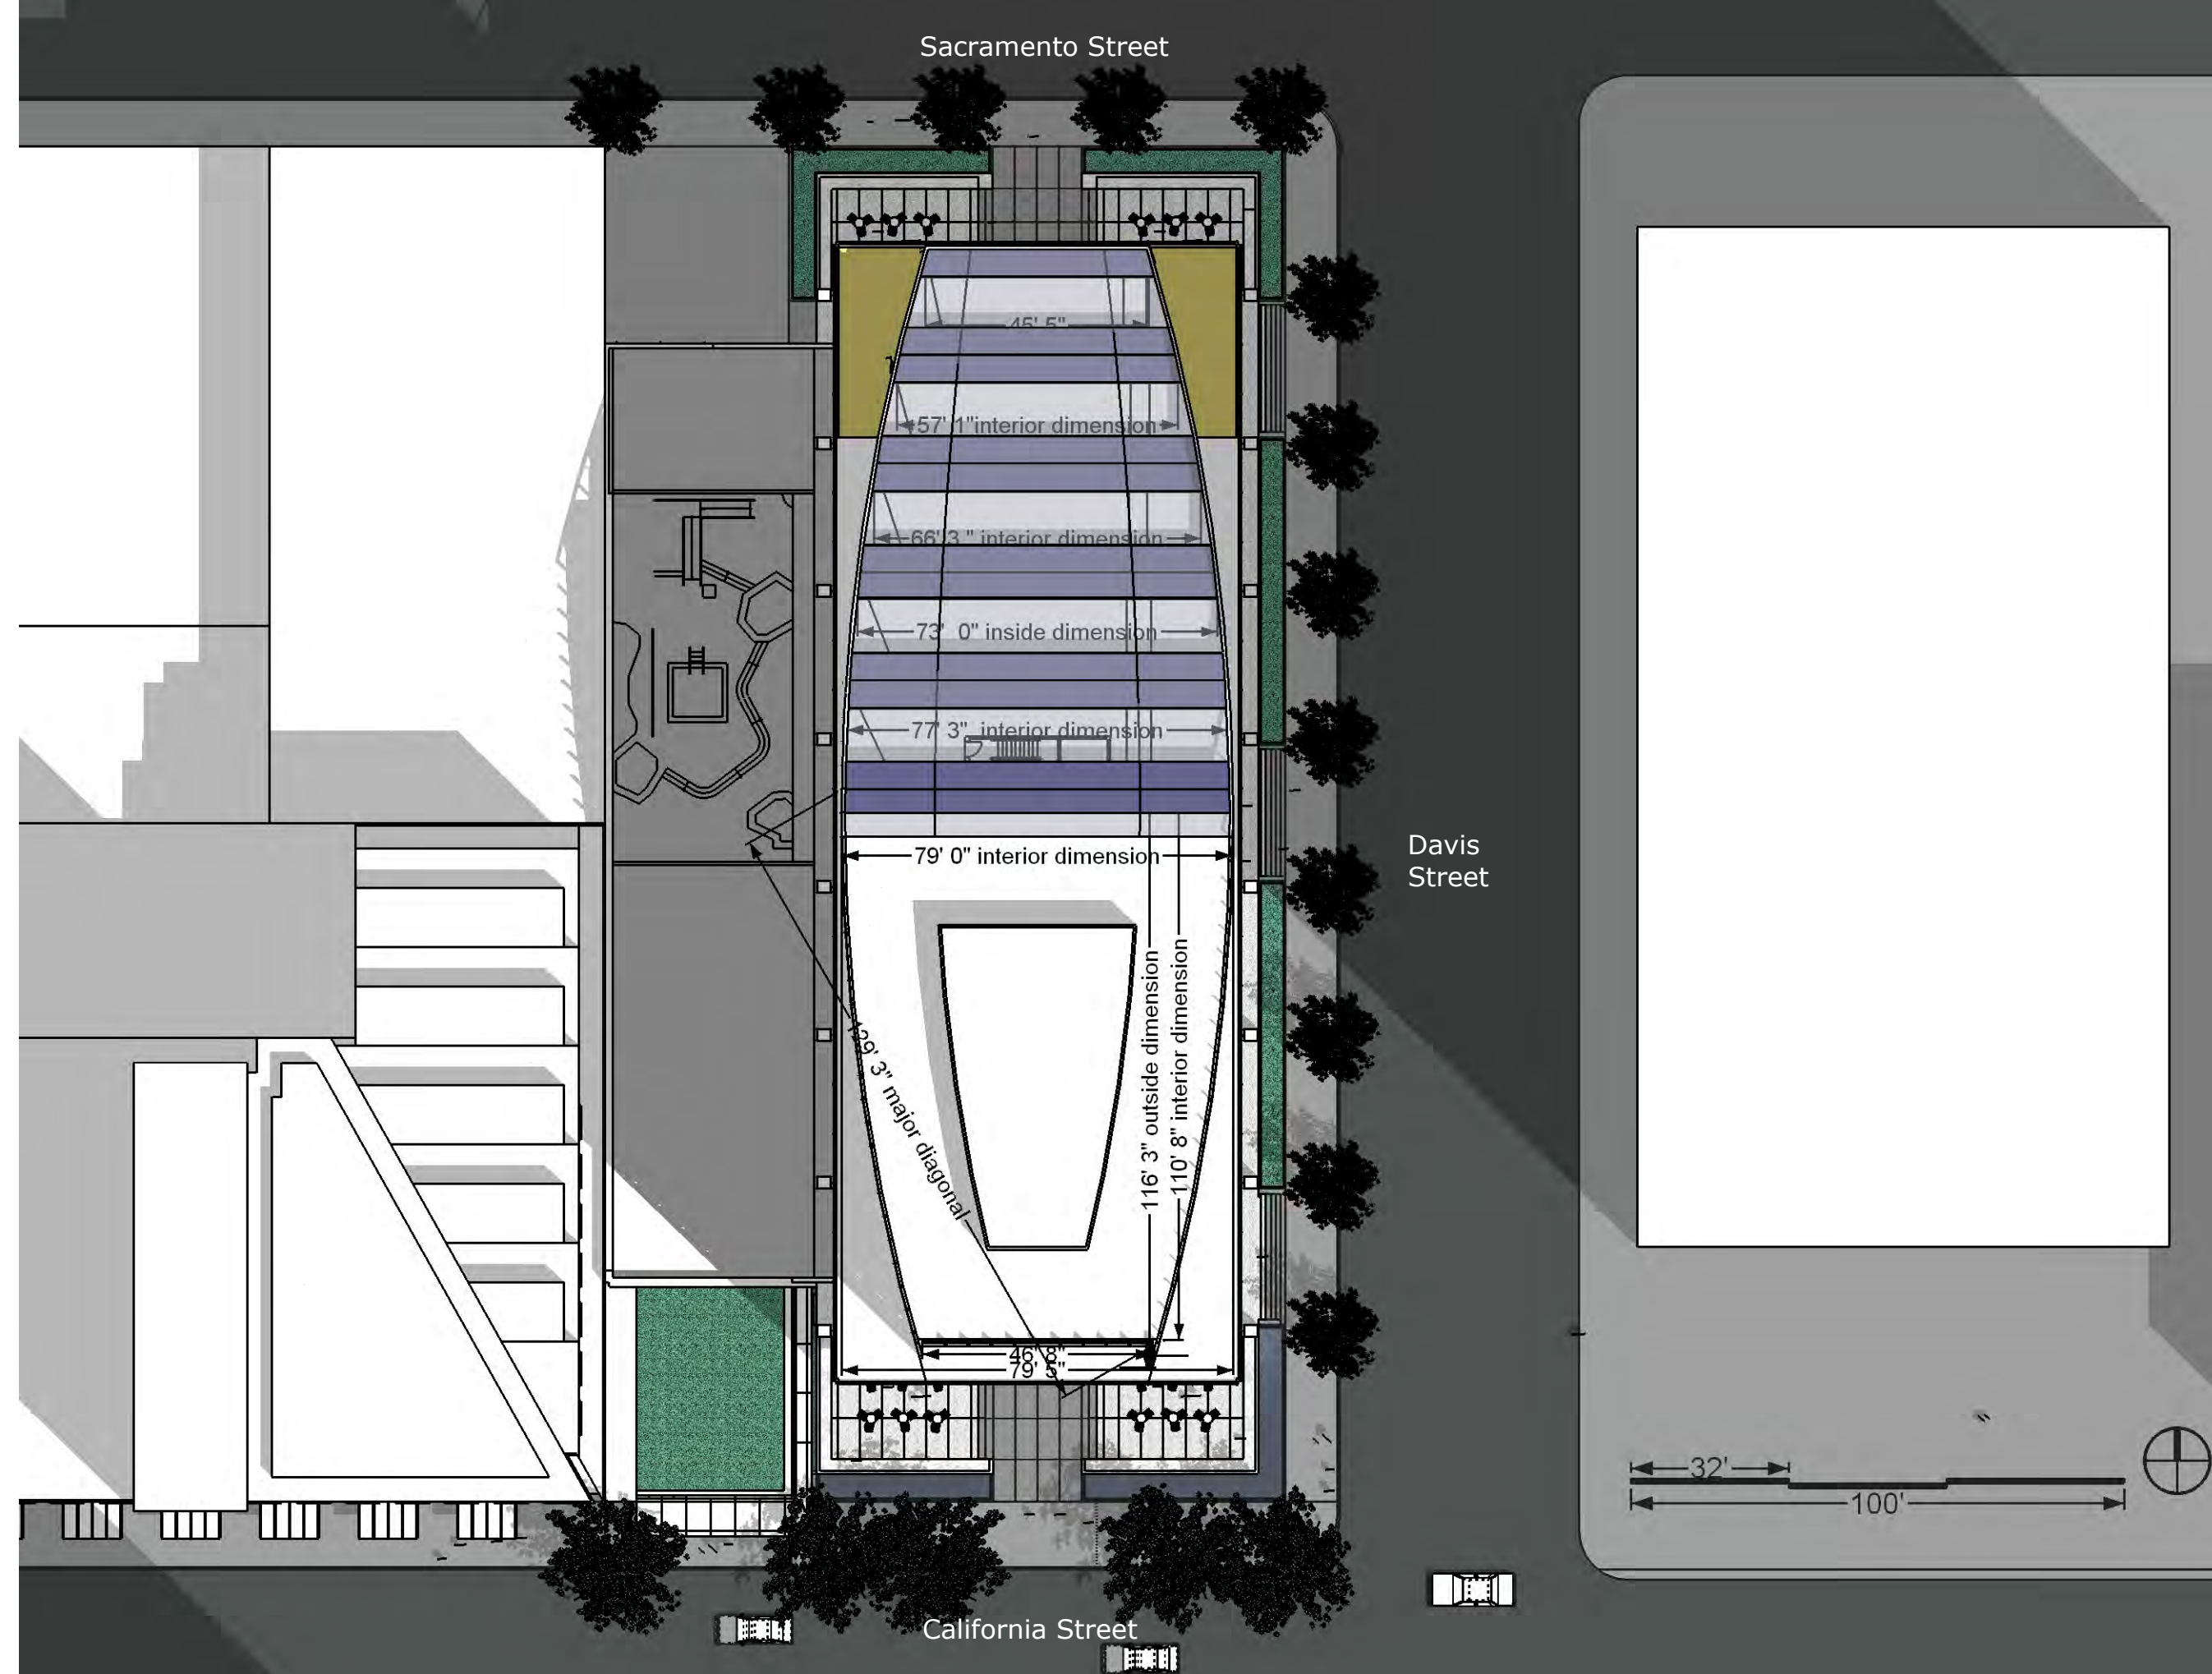 Sacramento Street
45' 5"
57' 1"interior dimension
66' 3 " interior dimension
73' 0" inside dimension
77' 3" interior dimension
79' 0" interior dimension
Davis
Street
129' 3" major diagonal
116' 3" outside dimension
110' 8" interior dimension
46' 8"
79' 5"
32'
100'
California Street